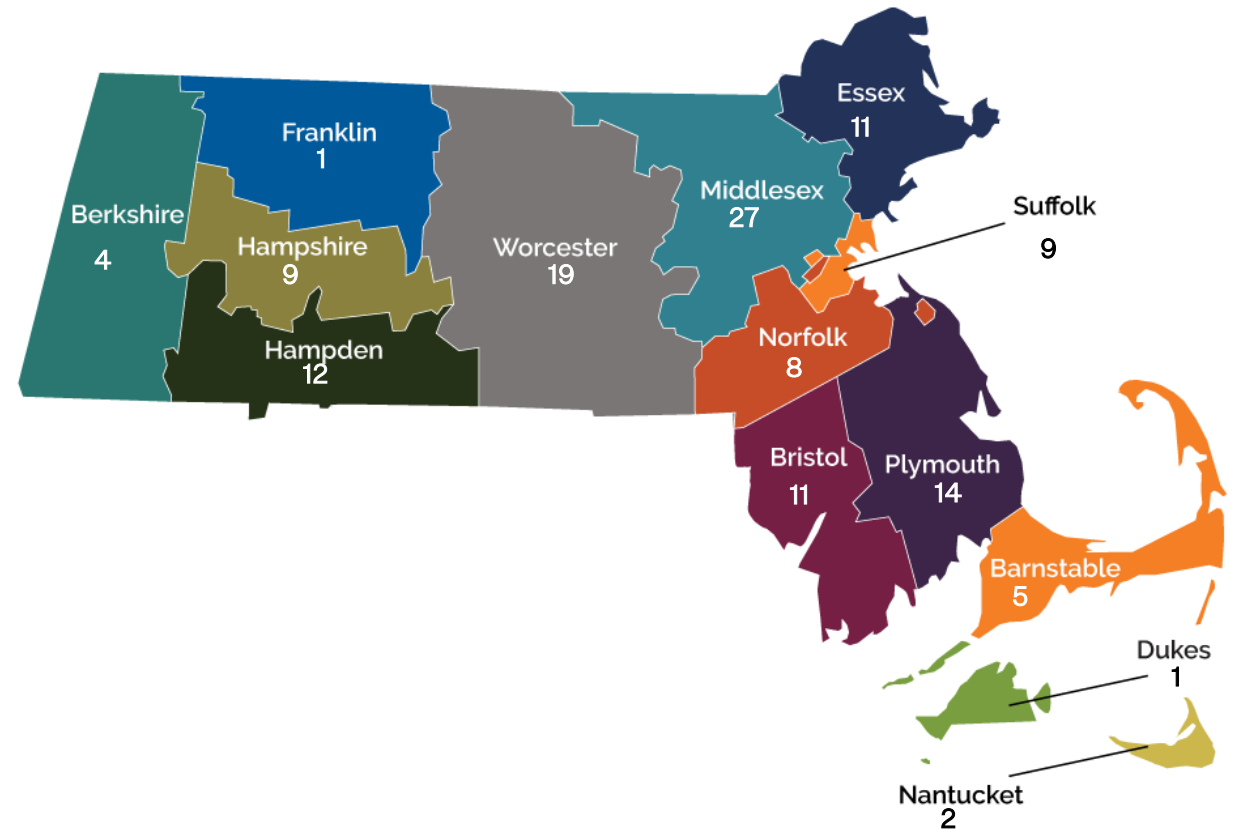 Essex
11
Franklin
1
Middlesex
27
Suffolk
9
Berkshire
4
Hampshire
9
Worcester
19
Norfolk
8
Hampden
12
Bristol
11
Plymouth
14
Barnstable
5
Dukes
1
Nantucket
2